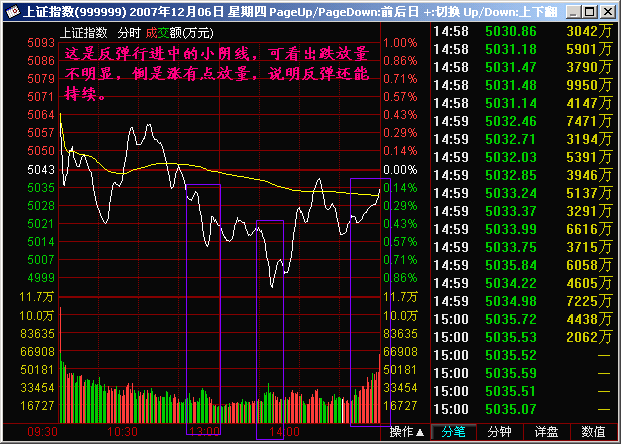 上证指数(999999) 2007年12月06日 星期四 PageUp/PageDown:前后日 +:切换 Up/Down:上下翻
上证指数 分时 成交额(万元)
这是反弹行进中的小阴线，可看出跌放量
不明显，倒是涨有点放量，说明反弹还能
持续。
5093 1.00%
5086 0.86%
5079 0.72%
5071 0.57%
5064 0.43%
5057 0.29%
5050 0.14%
5043 0.00%
5035 0.14%
5028 0.29%
5021 0.43%
5014 0.57%
5007 0.72%
4999 0.86%
11.7万 11.7万
10.0万 10.0万
83635 83635
66908 66908
50181 50181
33454 33454
16727 16727
09:30 10:30 13:00 14:00 操作▲
14:58 5030.86 3042万
14:58 5031.18 9950万
14:58 5031.47 3790万
14:58 5031.48 9901万
14:58 5031.14 4147万
14:59 5032.46 7471万
14:59 5032.71 3194万
14:59 5032.03 5391万
14:59 5032.85 3946万
14:59 5033.24 5137万
14:59 5033.37 3291万
14:59 5033.99 6616万
14:59 5033.75 3715万
14:59 5035.84 6058万
14:59 5034.22 4605万
14:59 5034.98 7225万
15:00 5035.72 4438万
15:00 5035.53 2062万
15:00 5035.52 —
15:00 5035.59 —
15:00 5035.51 —
15:00 5035.07 —
分笔 分钟 详盘 数值